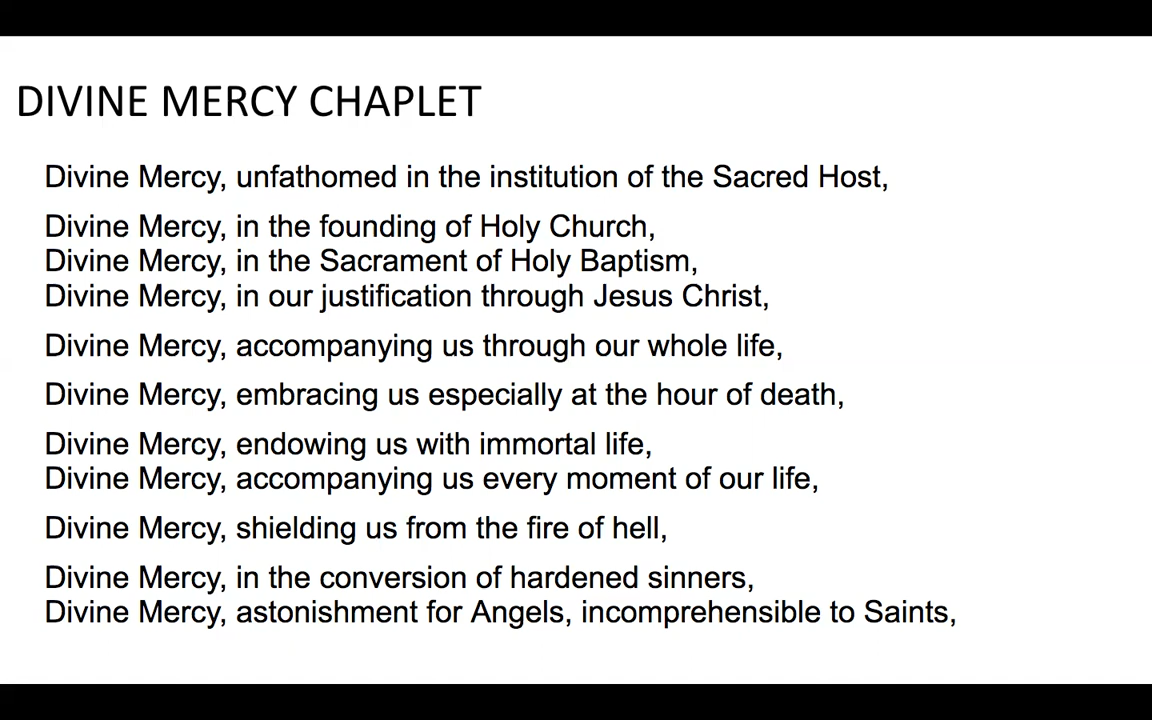 DIVINE MERCY CHAPLET
Divine Mercy, unfathomed in the institution of the Sacred Host,
Divine Mercy, in the founding of Holy Church,
Divine Mercy, in the Sacrament of Holy Baptism,
Divine Mercy, in our justification through Jesus Christ,
Divine Mercy, accompanying us through our whole life,
Divine Mercy, embracing us especially at the hour of death,
Divine Mercy, endowing us with immortal life,
Divine Mercy, accompanying us every moment of our life,
Divine Mercy, shielding us from the fire of hell,
Divine Mercy, in the conversion of hardened sinners,
Divine Mercy, astonishment for Angels, incomprehensible to Saints,